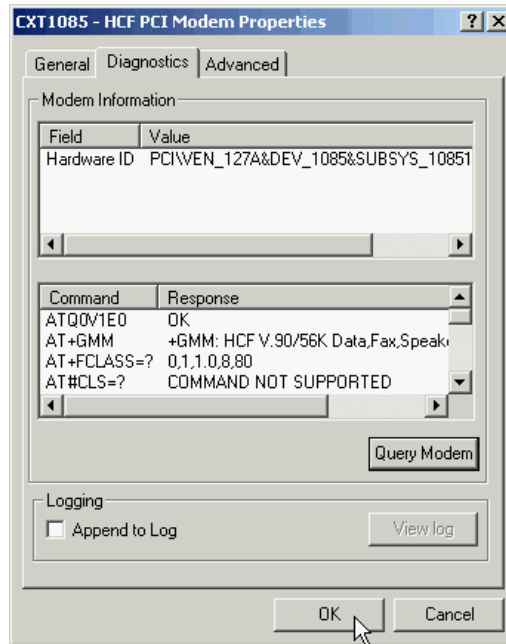 CXT1085 - HCF PCI Modem Properties
General Diagnostics Advanced
Modem Information
Field Value
Hardware ID PCI\VEN_127A&DEV_1085&SUBSYS_10851
Command Response
ATQ0V1E0 OK
AT+GMM +GMM: HCF V.90/56K Data,Fax,Speak
AT+FCLASS=? 0,1,1.0,8,80
AT#CLS=? COMMAND NOT SUPPORTED
Query Modem
Logging
Append to Log View log
OK Cancel